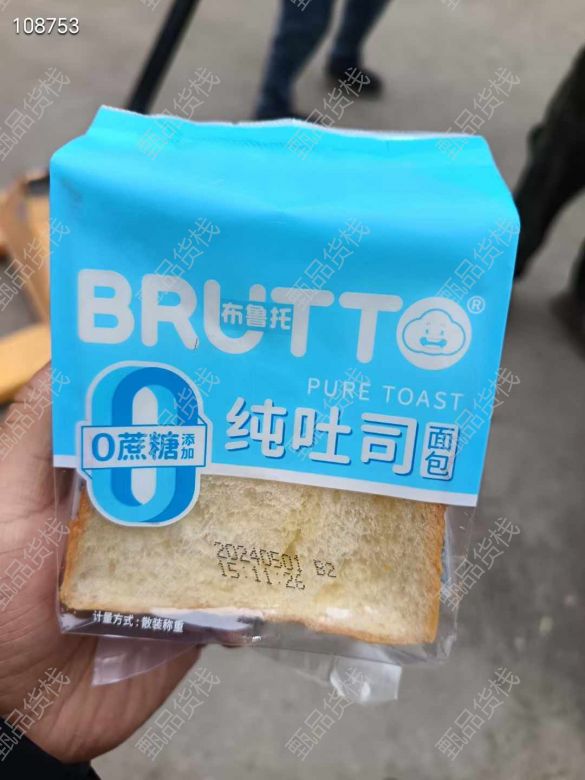 108753
BRUTTO®
布鲁托
PURE TOAST
纯吐司面包
0蔗糖添加
20240501 B2
15:11:26
计量方式:散装称重
甄品货栈